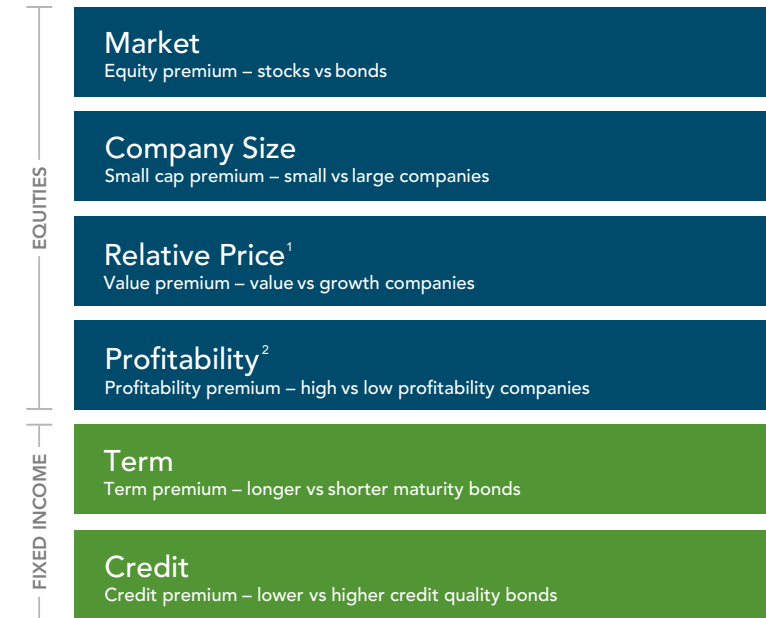 EQUITIES
Market
Equity premium – stocks vs bonds
Company Size
Small cap premium – small vs large companies
Relative Price¹
Value premium – value vs growth companies
Profitability²
Profitability premium – high vs low profitability companies
FIXED INCOME
Term
Term premium – longer vs shorter maturity bonds
Credit
Credit premium – lower vs higher credit quality bonds